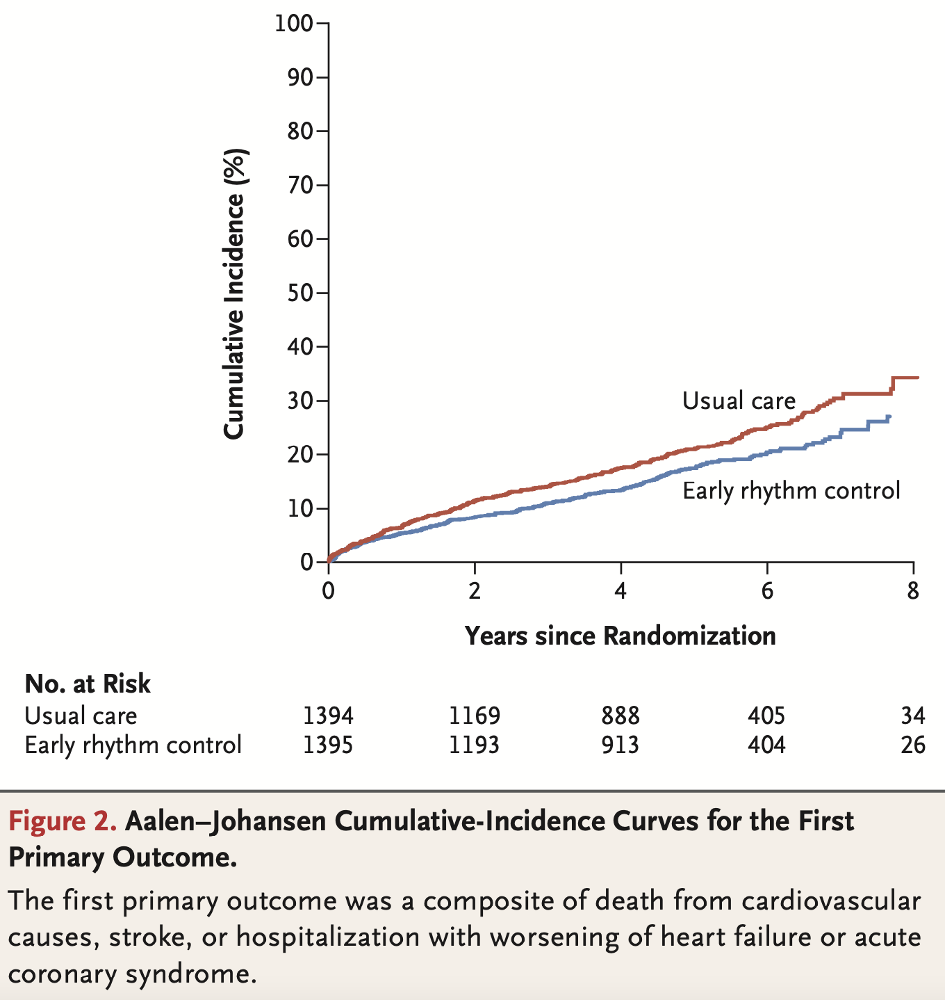 100
90
80
70
60
50
40
30
20
10
0
Cumulative Incidence (%)
Usual care
Early rhythm control
0 2 4 6 8
Years since Randomization
No. at Risk
Usual care 1394 1169 888 405 34
Early rhythm control 1395 1193 913 404 26
Figure 2. Aalen–Johansen Cumulative-Incidence Curves for the First
Primary Outcome.
The first primary outcome was a composite of death from cardiovascular
causes, stroke, or hospitalization with worsening of heart failure or acute
coronary syndrome.